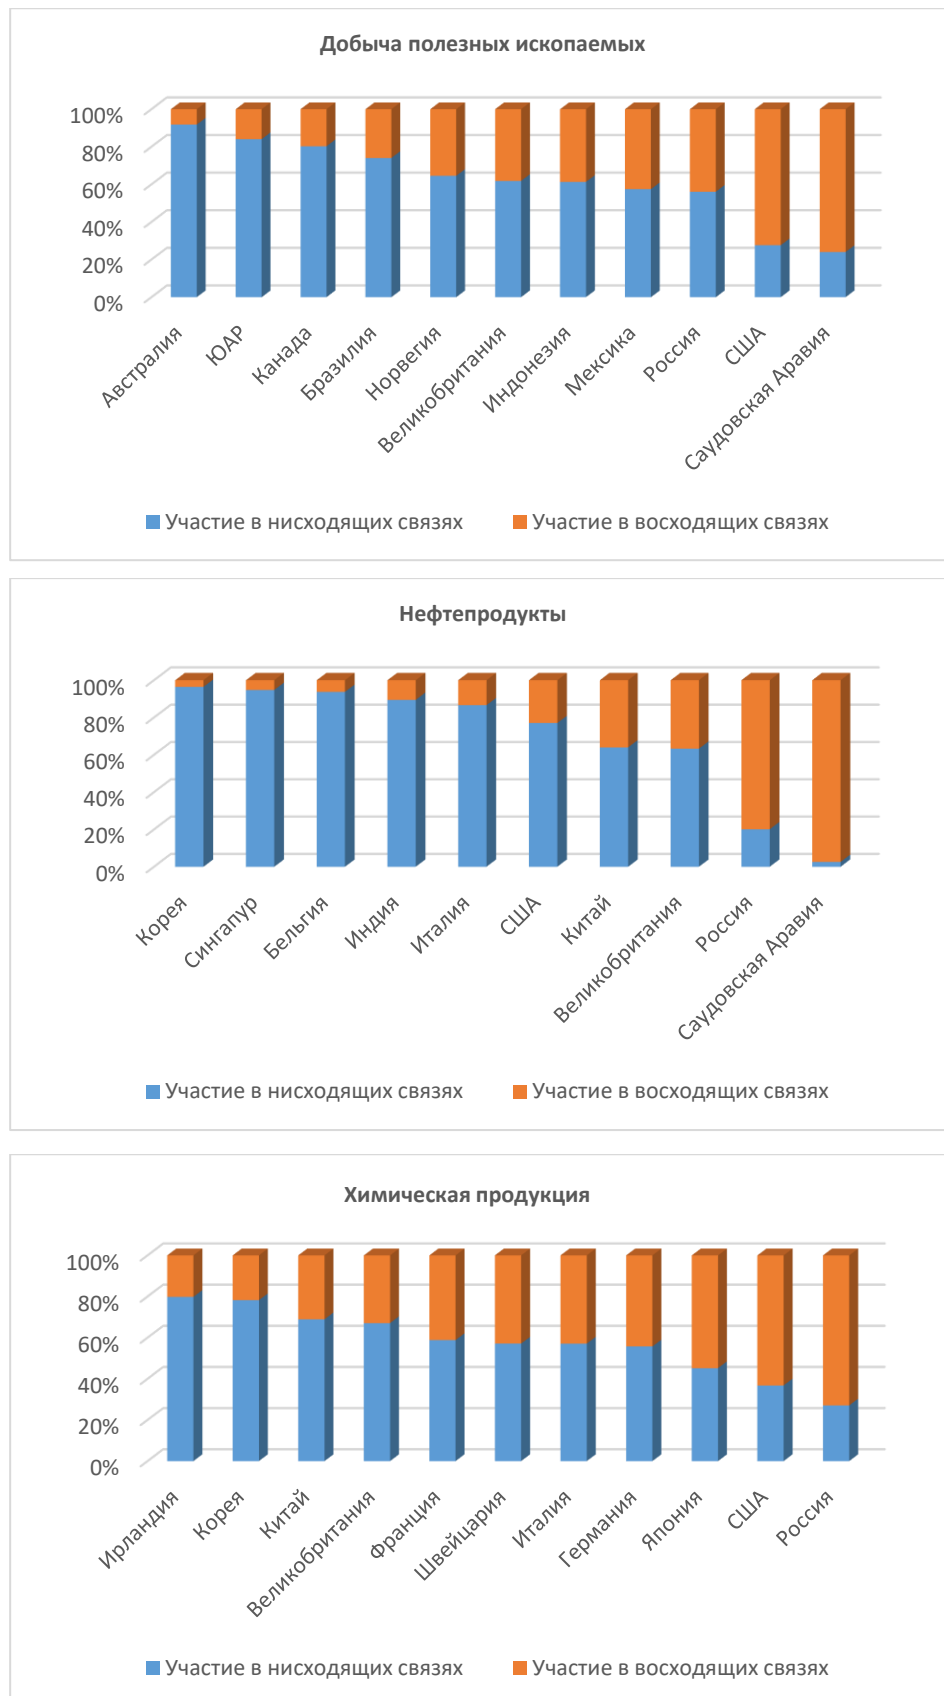 Добыча полезных ископаемых
100%
80%
60%
40%
20%
0%
Австралия
ЮАР
Канада
Бразилия
Норвегия
Великобритания
Индонезия
Мексика
Россия
США
Саудовская Аравия
Участие в нисходящих связях Участие в восходящих связях
Нефтепродукты
100%
80%
60%
40%
20%
0%
Корея
Сингапур
Бельгия
Индия
Италия
США
Китай
Великобритания
Россия
Саудовская Аравия
Участие в нисходящих связях Участие в восходящих связях
Химическая продукция
100%
80%
60%
40%
20%
0%
Ирландия
Корея
Китай
Великобритания
Франция
Швейцария
Италия
Германия
Япония
США
Россия
Участие в нисходящих связях Участие в восходящих связях